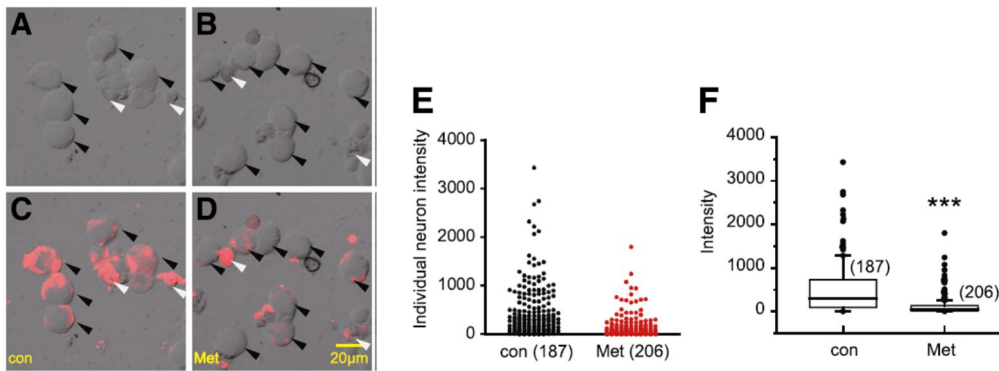 A
B
C
con
D
Met
20µm
E
Individual neuron intensity
4000
3000
2000
1000
0
con (187)
Met (206)
F
Intensity
4000
3000
2000
1000
0
***
(187)
(206)
con
Met